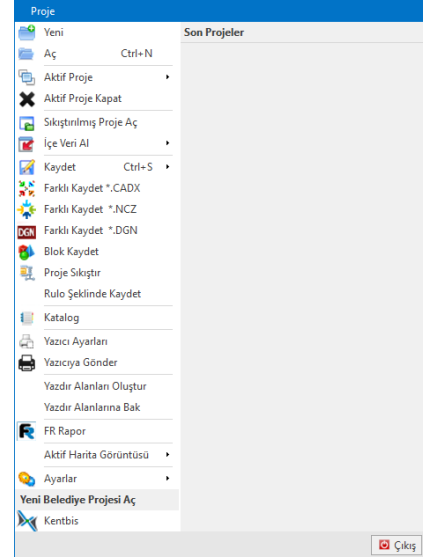 Proje
Yeni
Son Projeler
Aç Ctrl+N
Aktif Proje
Aktif Proje Kapat
Sıkıştırılmış Proje Aç
İçe Veri Al
Kaydet Ctrl+S
Farklı Kaydet *.CADX
Farklı Kaydet *.NCZ
DGN Farklı Kaydet *.DGN
Blok Kaydet
Proje Sıkıştır
Rulo Şeklinde Kaydet
Katalog
Yazıcı Ayarları
Yazıcıya Gönder
Yazdır Alanları Oluştur
Yazdır Alanlarına Bak
FR Rapor
Aktif Harita Görüntüsü
Ayarlar
Yeni Belediye Projesi Aç
Kentbis
Çıkış